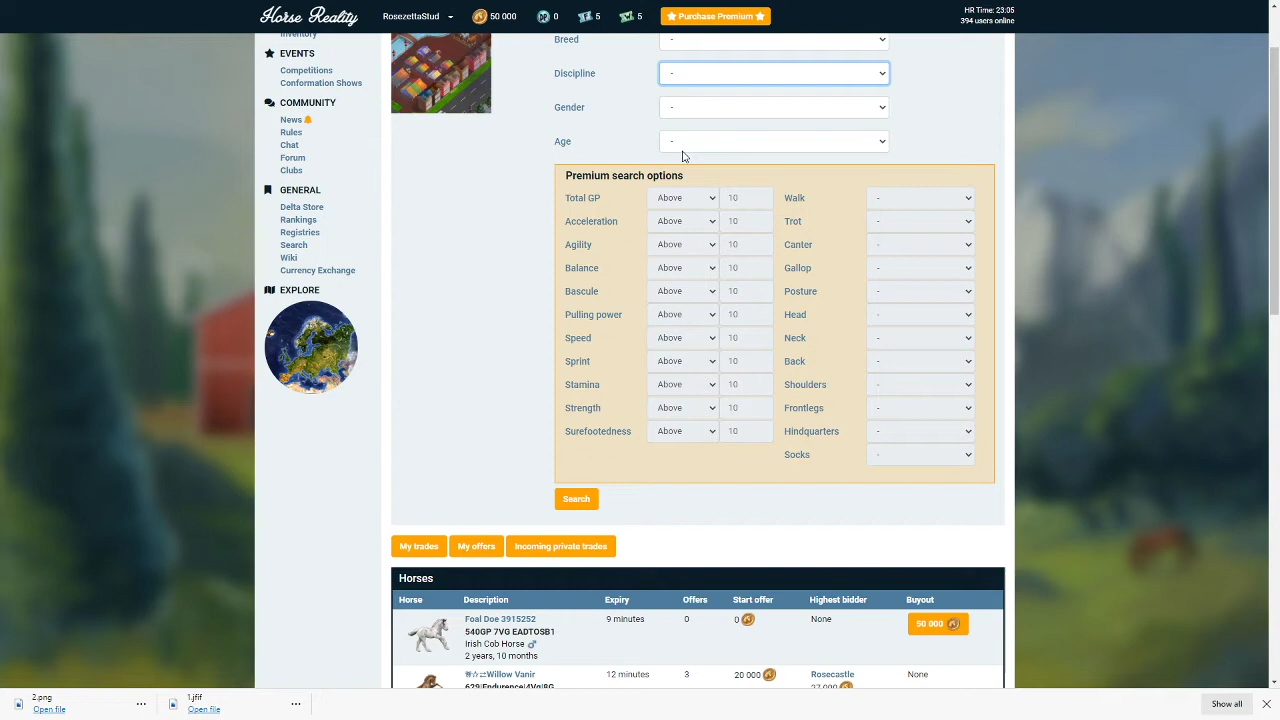 Horse Reality
RosezettaStud
50 000
0
5
5
Purchase Premium
HR Time: 23:05
394 users online
Inventory
EVENTS
Competitions
Conformation Shows
COMMUNITY
News
Rules
Chat
Forum
Clubs
GENERAL
Delta Store
Rankings
Registries
Search
Wiki
Currency Exchange
EXPLORE
Breed -
Discipline -
Gender -
Age -
Premium search options
Total GP Above 10 Walk -
Acceleration Above 10 Trot -
Agility Above 10 Canter -
Balance Above 10 Gallop -
Bascule Above 10 Posture -
Pulling power Above 10 Head -
Speed Above 10 Neck -
Sprint Above 10 Back -
Stamina Above 10 Shoulders -
Strength Above 10 Frontlegs -
Surefootedness Above 10 Hindquarters -
Socks -
Search
My trades My offers Incoming private trades
Horses
Horse Description Expiry Offers Start offer Highest bidder Buyout
Foal Doe 3915252 9 minutes 0 0 None 50 000
540GP 7VG EADTOSB1
Irish Cob Horse ♂
2 years, 10 months
Willow Vanir 12 minutes 3 20 000 Rosecastle None
629|Endurence|4Vg|8G 27 000
2.png
Open file
1.jfif
Open file
Show all